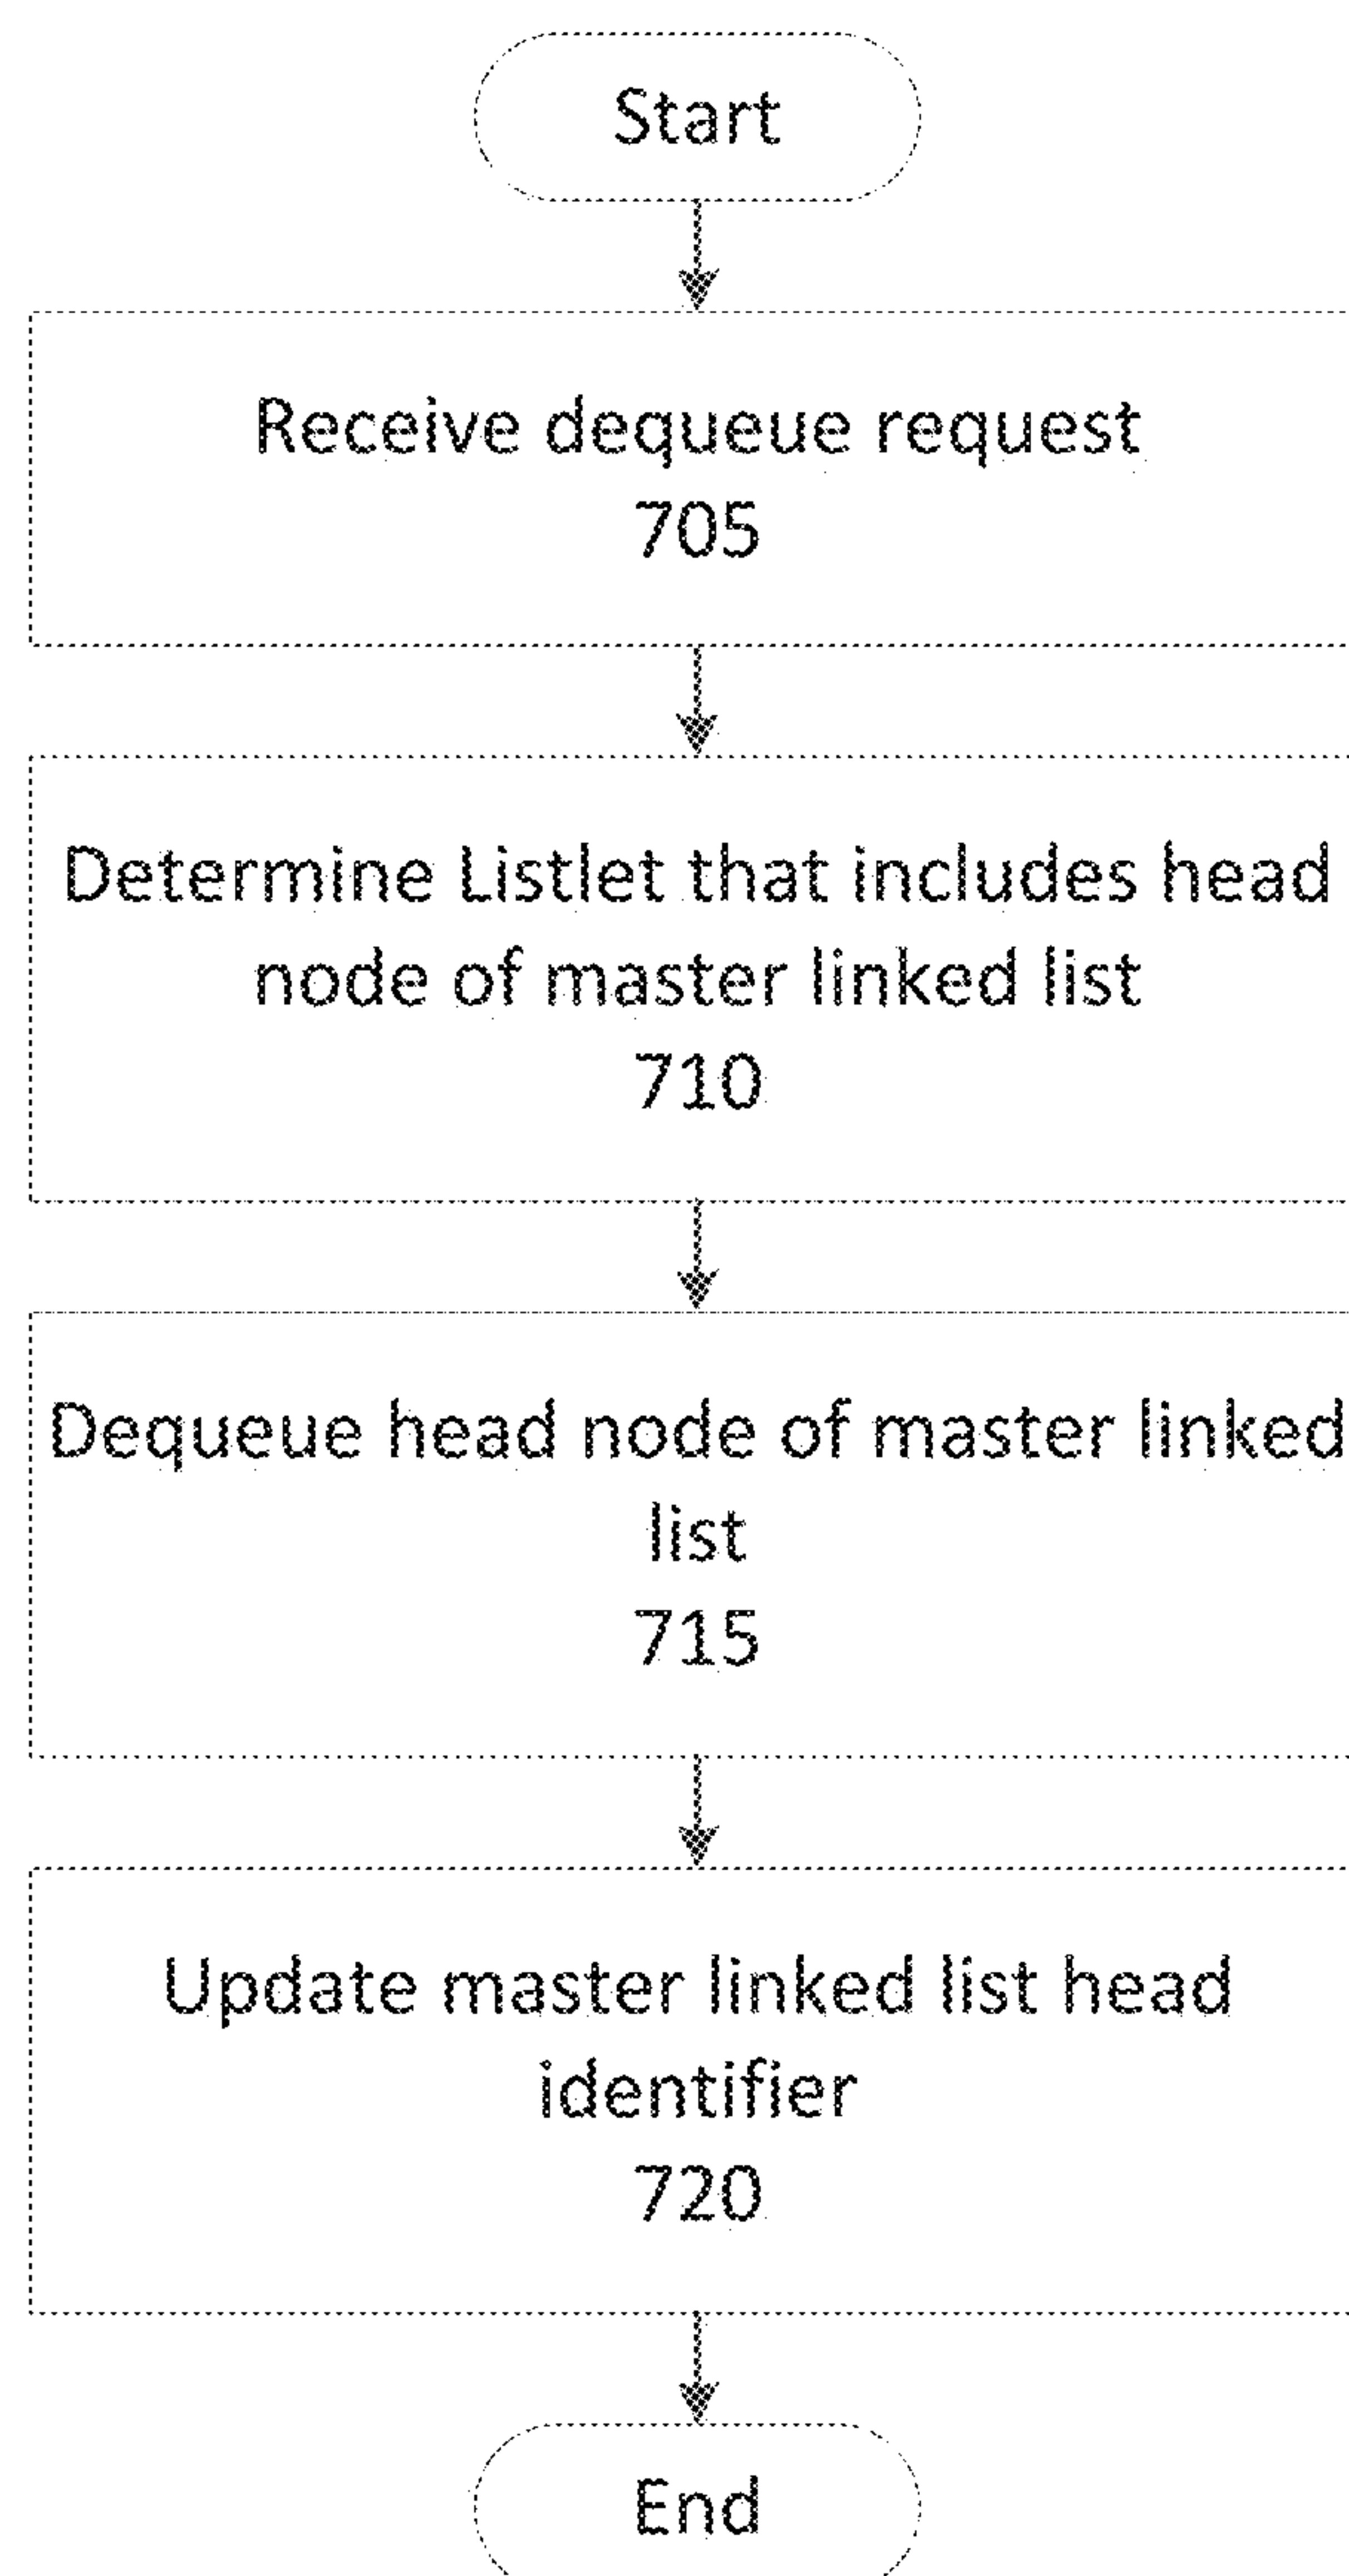 Start
Receive dequeue request
705
Determine Listlet that includes head
node of master linked list
710
Dequeue head node of master linked
list
715
Update master linked list head
identifier
720
End